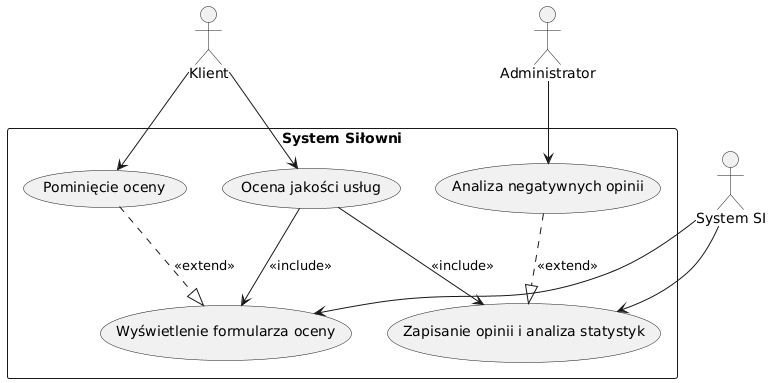 Klient
Administrator
System Siłowni
Pominięcie oceny
Ocena jakości usług
Analiza negatywnych opinii
System SI
«extend»
«include»
«include»
«extend»
Wyświetlenie formularza oceny
Zapisanie opinii i analiza statystyk